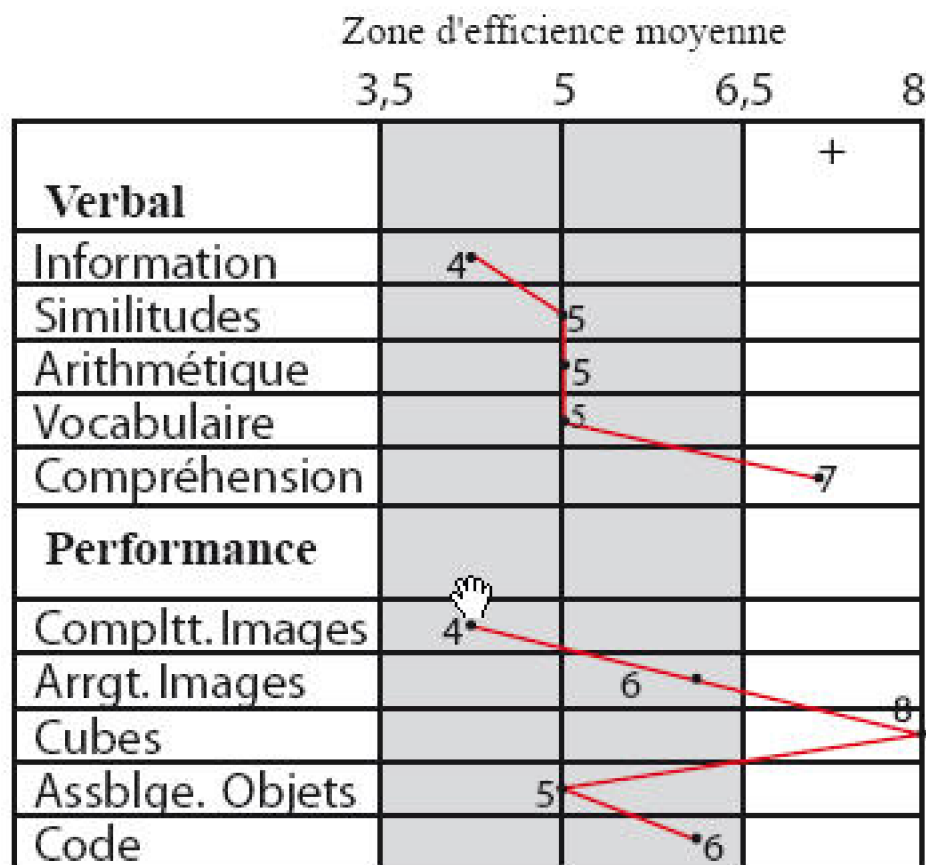 Zone d'efficience moyenne
3,5 5 6,5 8
+
Verbal
Information 4
Similitudes 5
Arithmétique 5
Vocabulaire 5
Compréhension 7
Performance
Compltt. Images 4
Arrgt. Images 6
Cubes 8
Assblge. Objets 5
Code 6